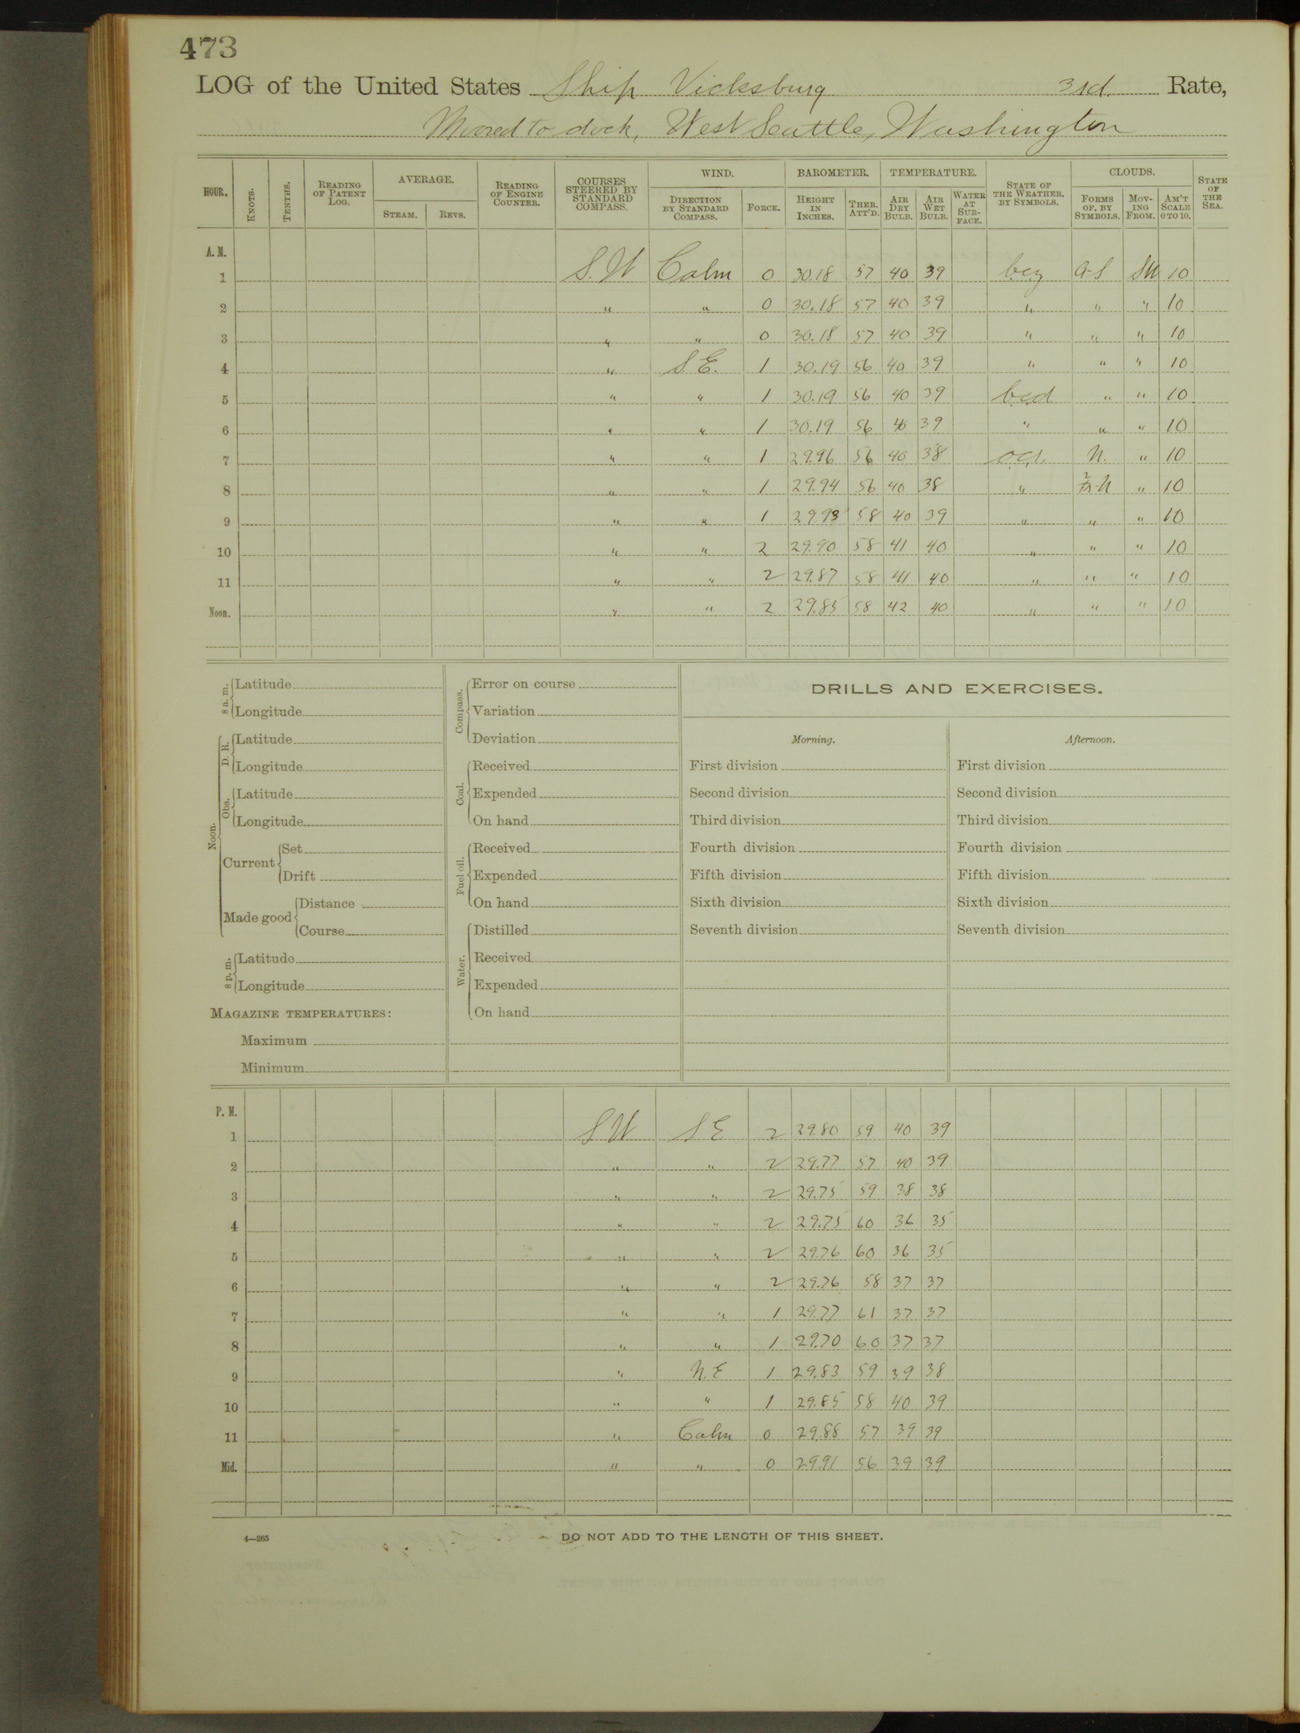 473
LOG of the United States Ship Vicksburg 3rd. Rate,
Moored to dock, West Seattle, Washington
HOUR. KNOTS. TENTHS. READING OF PATENT LOG. AVERAGE. STEAM. REVS. READING OF ENGINE COUNTER. COURSES STEERED BY STANDARD COMPASS. WIND. DIRECTION BY STANDARD COMPASS. FORCE. BAROMETER. HEIGHT IN INCHES. THER. ATT'D. TEMPERATURE. AIR DRY BULB. AIR WET BULB. WATER AT SURFACE. STATE OF THE WEATHER, BY SYMBOLS. CLOUDS. FORMS OF, BY SYMBOLS. MOVING FROM. AM'T SCALE 0 TO 10. STATE OF THE SEA.
A. M.
1 S.W Calm 0 30.18 57 40 39 bcz A-S SW 10
2 " " 0 30.18 57 40 39 " " " 10
3 " " 0 30.18 57 40 39 " " " 10
4 " S.E. 1 30.19 56 40 39 " " " 10
5 " " 1 30.19 56 40 39 bcd " " 10
6 " " 1 30.19 56 40 39 " " " 10
7 " " 1 29.96 56 40 38 N. " 10
8 " " 1 29.94 56 40 38 " " 10
9 " " 1 29.93 58 40 39 " " " 10
10 " " 2 29.90 58 41 40 " " " 10
11 " " 2 29.87 58 41 40 " " " 10
Noon. " " 2 29.85 58 42 40 " " " 10
8 a. m. Latitude
Longitude
Noon. D. R. Latitude
Longitude
Obs. Latitude
Longitude
Current Set
Drift
Made good Distance
Course
8 p. m. Latitude
Longitude
MAGAZINE TEMPERATURES:
Maximum
Minimum
Compass. Error on course
Variation
Deviation
Coal. Received
Expended
On hand
Fuel oil. Received
Expended
On hand
Water. Distilled
Received
Expended
On hand
DRILLS AND EXERCISES.
Morning. Afternoon.
First division First division
Second division Second division
Third division Third division
Fourth division Fourth division
Fifth division Fifth division
Sixth division Sixth division
Seventh division Seventh division
P. M.
1 SW SE 2 29.80 59 40 39
2 " " 2 29.77 57 40 39
3 " " 2 29.75 59 38 38
4 " " 2 29.75 60 36 35
5 " " 2 29.76 60 36 35
6 " " 2 29.76 58 37 37
7 " " 1 29.77 61 37 37
8 " " 1 29.70 60 37 37
9 " N.E 1 29.83 59 39 38
10 " " 1 29.85 58 40 39
11 " Calm 0 29.88 57 39 39
Mid. " " 0 29.91 56 39 39
4—265
DO NOT ADD TO THE LENGTH OF THIS SHEET.